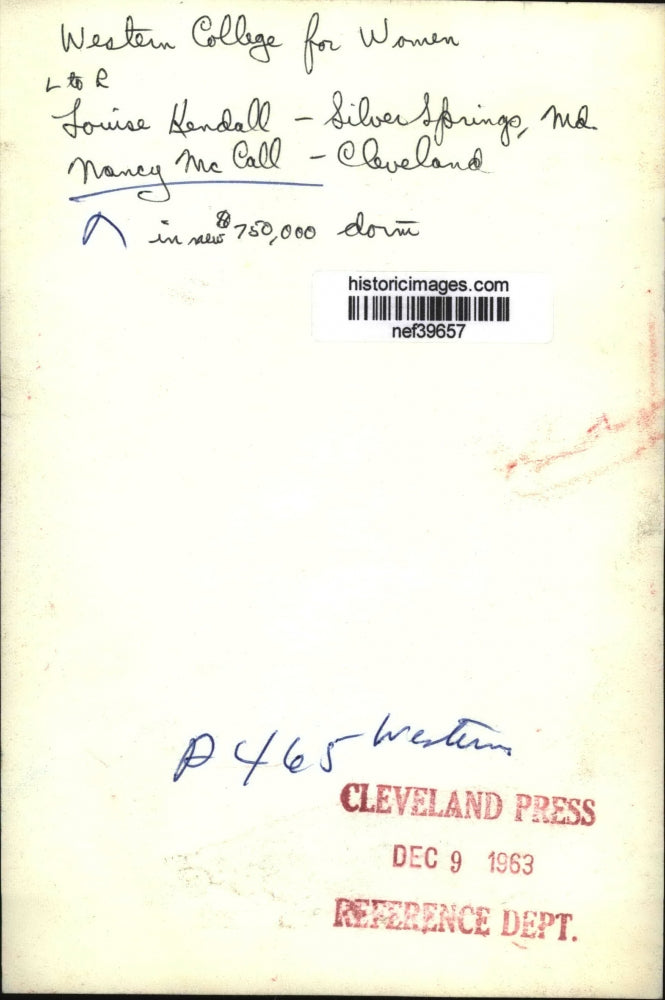 Western College for Women
L to R
Louise Kendall - Silver Springs, Md.
Nancy McCall - Cleveland
in new $750,000 dorm
historicimages.com
nef39657
P465 Western
CLEVELAND PRESS
DEC 9 1963
REFERENCE DEPT.